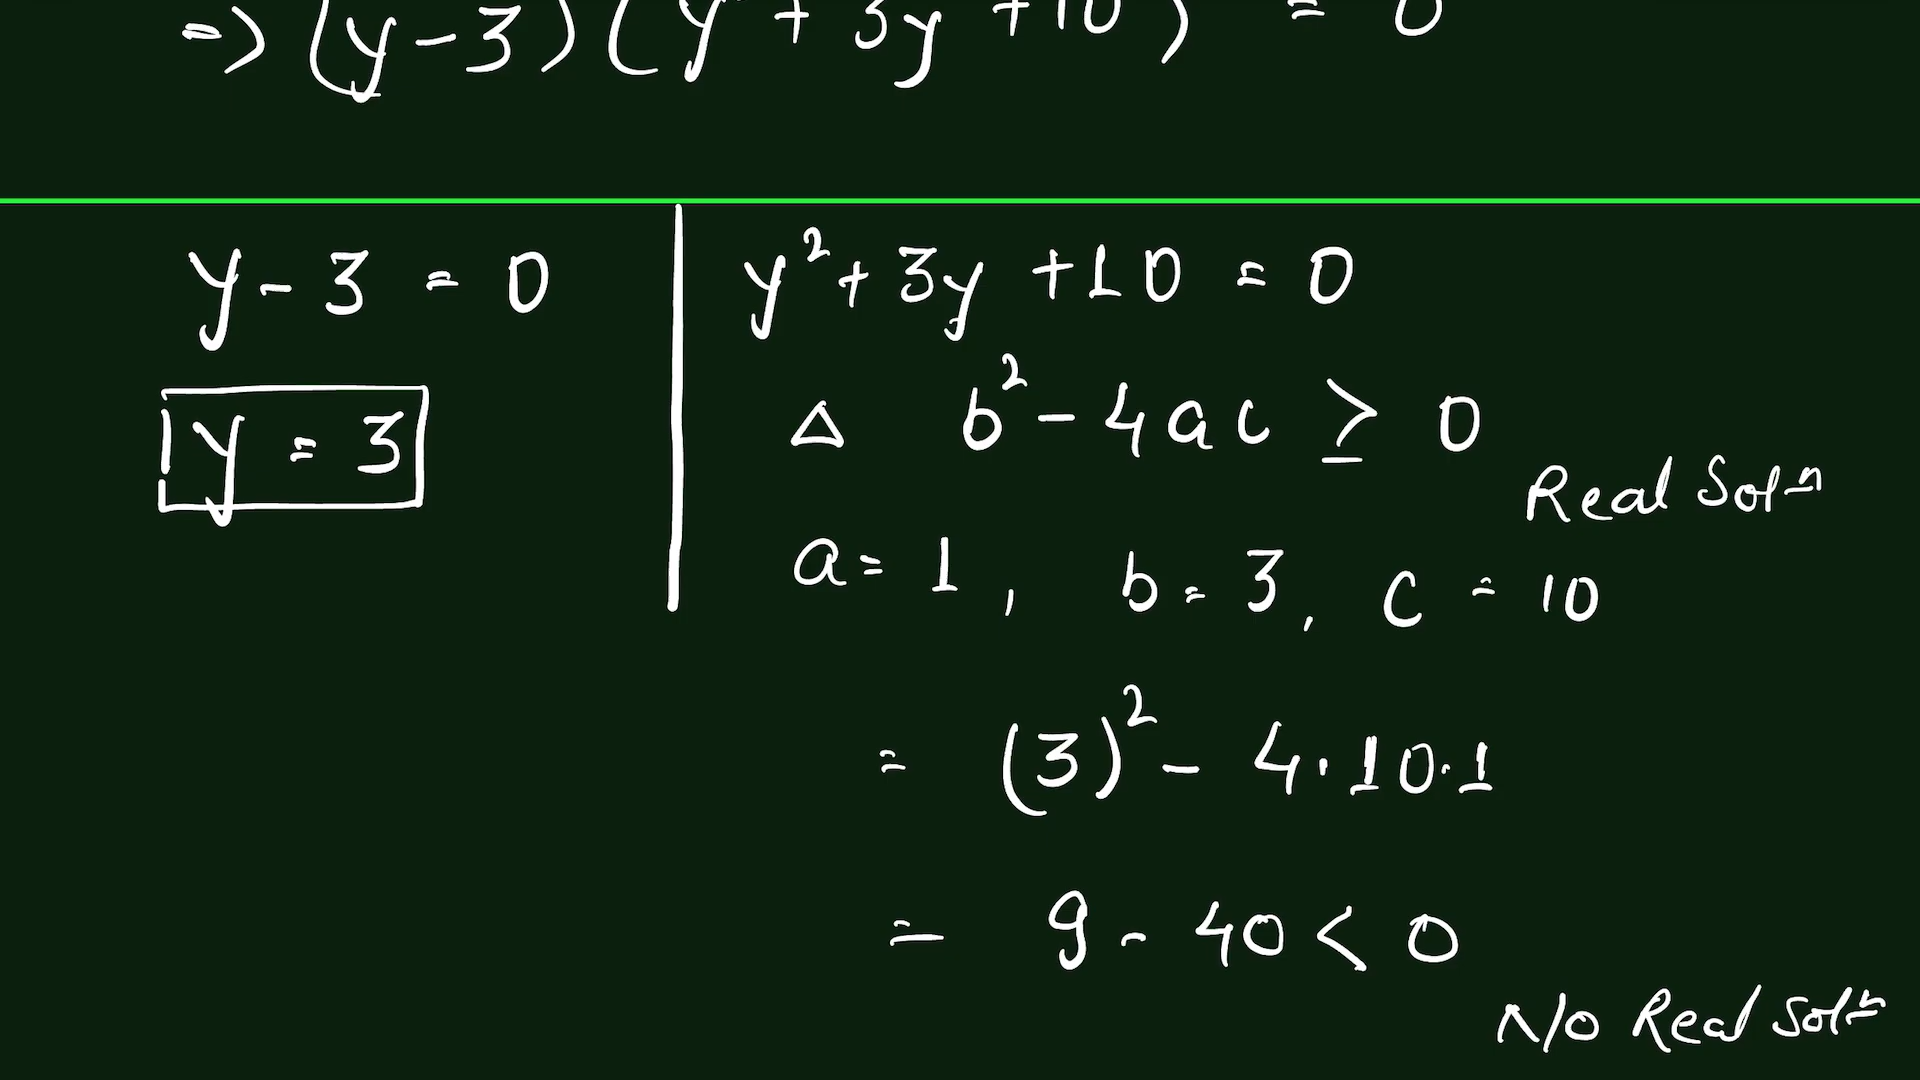 => (y-3)(y²+3y+10) = 0
y-3 = 0
y = 3
y²+3y+10 = 0
△ b²-4ac ≥ 0
Real Solⁿ
a=1, b=3, c=10
= (3)²-4·10·1
= 9-40<0
No Real Solⁿ